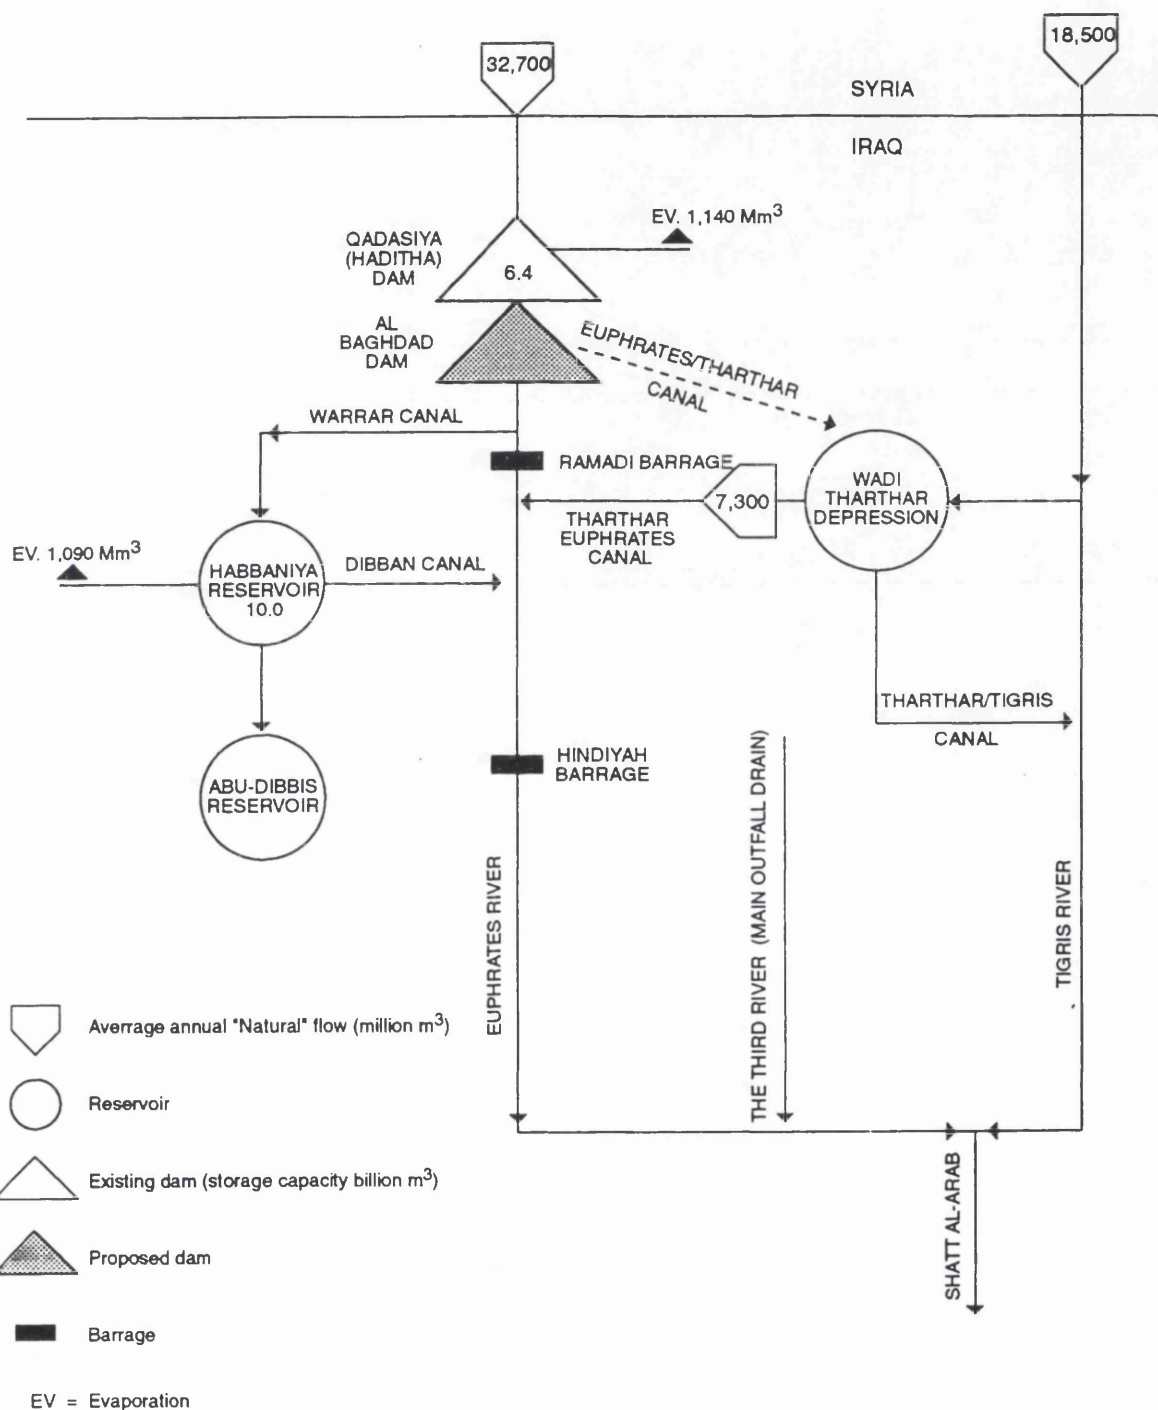 18,500
32,700
SYRIA
IRAQ
EV. 1,140 Mm³
QADASIYA
(HADITHA)
DAM
6.4
AL
BAGHDAD
DAM
EUPHRATES/THARTHAR
CANAL
WARRAR CANAL
RAMADI BARRAGE
7,300
WADI
THARTHAR
DEPRESSION
THARTHAR
EUPHRATES
CANAL
EV. 1,090 Mm³
HABBANIYA
RESERVOIR
10.0
DIBBAN CANAL
THARTHAR/TIGRIS
CANAL
HINDIYAH
BARRAGE
ABU-DIBBIS
RESERVOIR
EUPHRATES RIVER
THE THIRD RIVER (MAIN OUTFALL DRAIN)
TIGRIS RIVER
SHATT AL-ARAB
Averrage annual "Natural" flow (million m³)
Reservoir
Existing dam (storage capacity billion m³)
Proposed dam
Barrage
EV = Evaporation